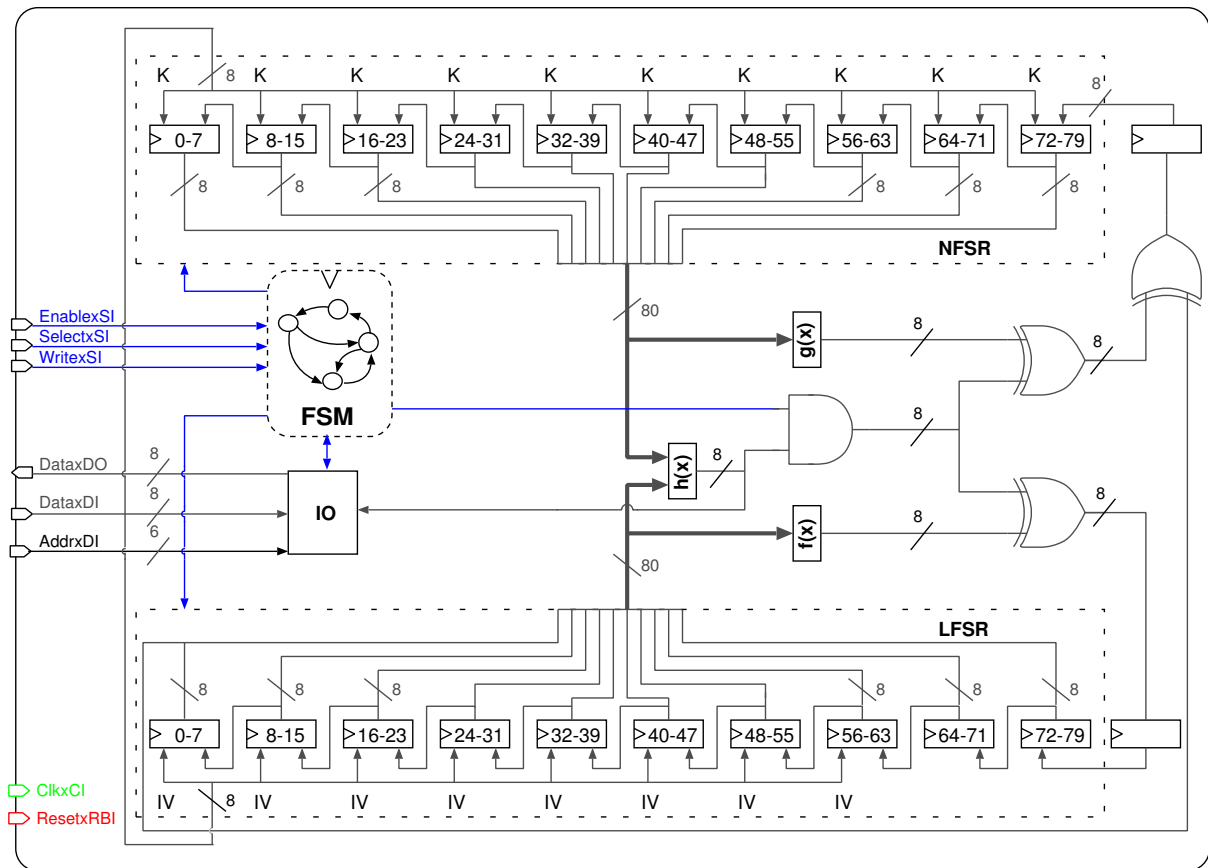 8
K K K K K K K K K K
8
> 0-7 > 8-15 >16-23 >24-31 >32-39 >40-47 >48-55 >56-63 >64-71 >72-79 >
8 8 8 8 8 8
NFSR
80
EnablexSI
SelectxSI
WritexSI
FSM
g(x)
8
8
DataxDO
8
DataxDI
8
AddrxDI
6
IO
h(x)
8
8
f(x)
8
8
80
LFSR
8 8 8 8 8 8
> 0-7 > 8-15 >16-23 >24-31 >32-39 >40-47 >48-55 >56-63 >64-71 >72-79 >
ClkxCI
IV IV IV IV IV IV IV IV
8
ResetxRBI